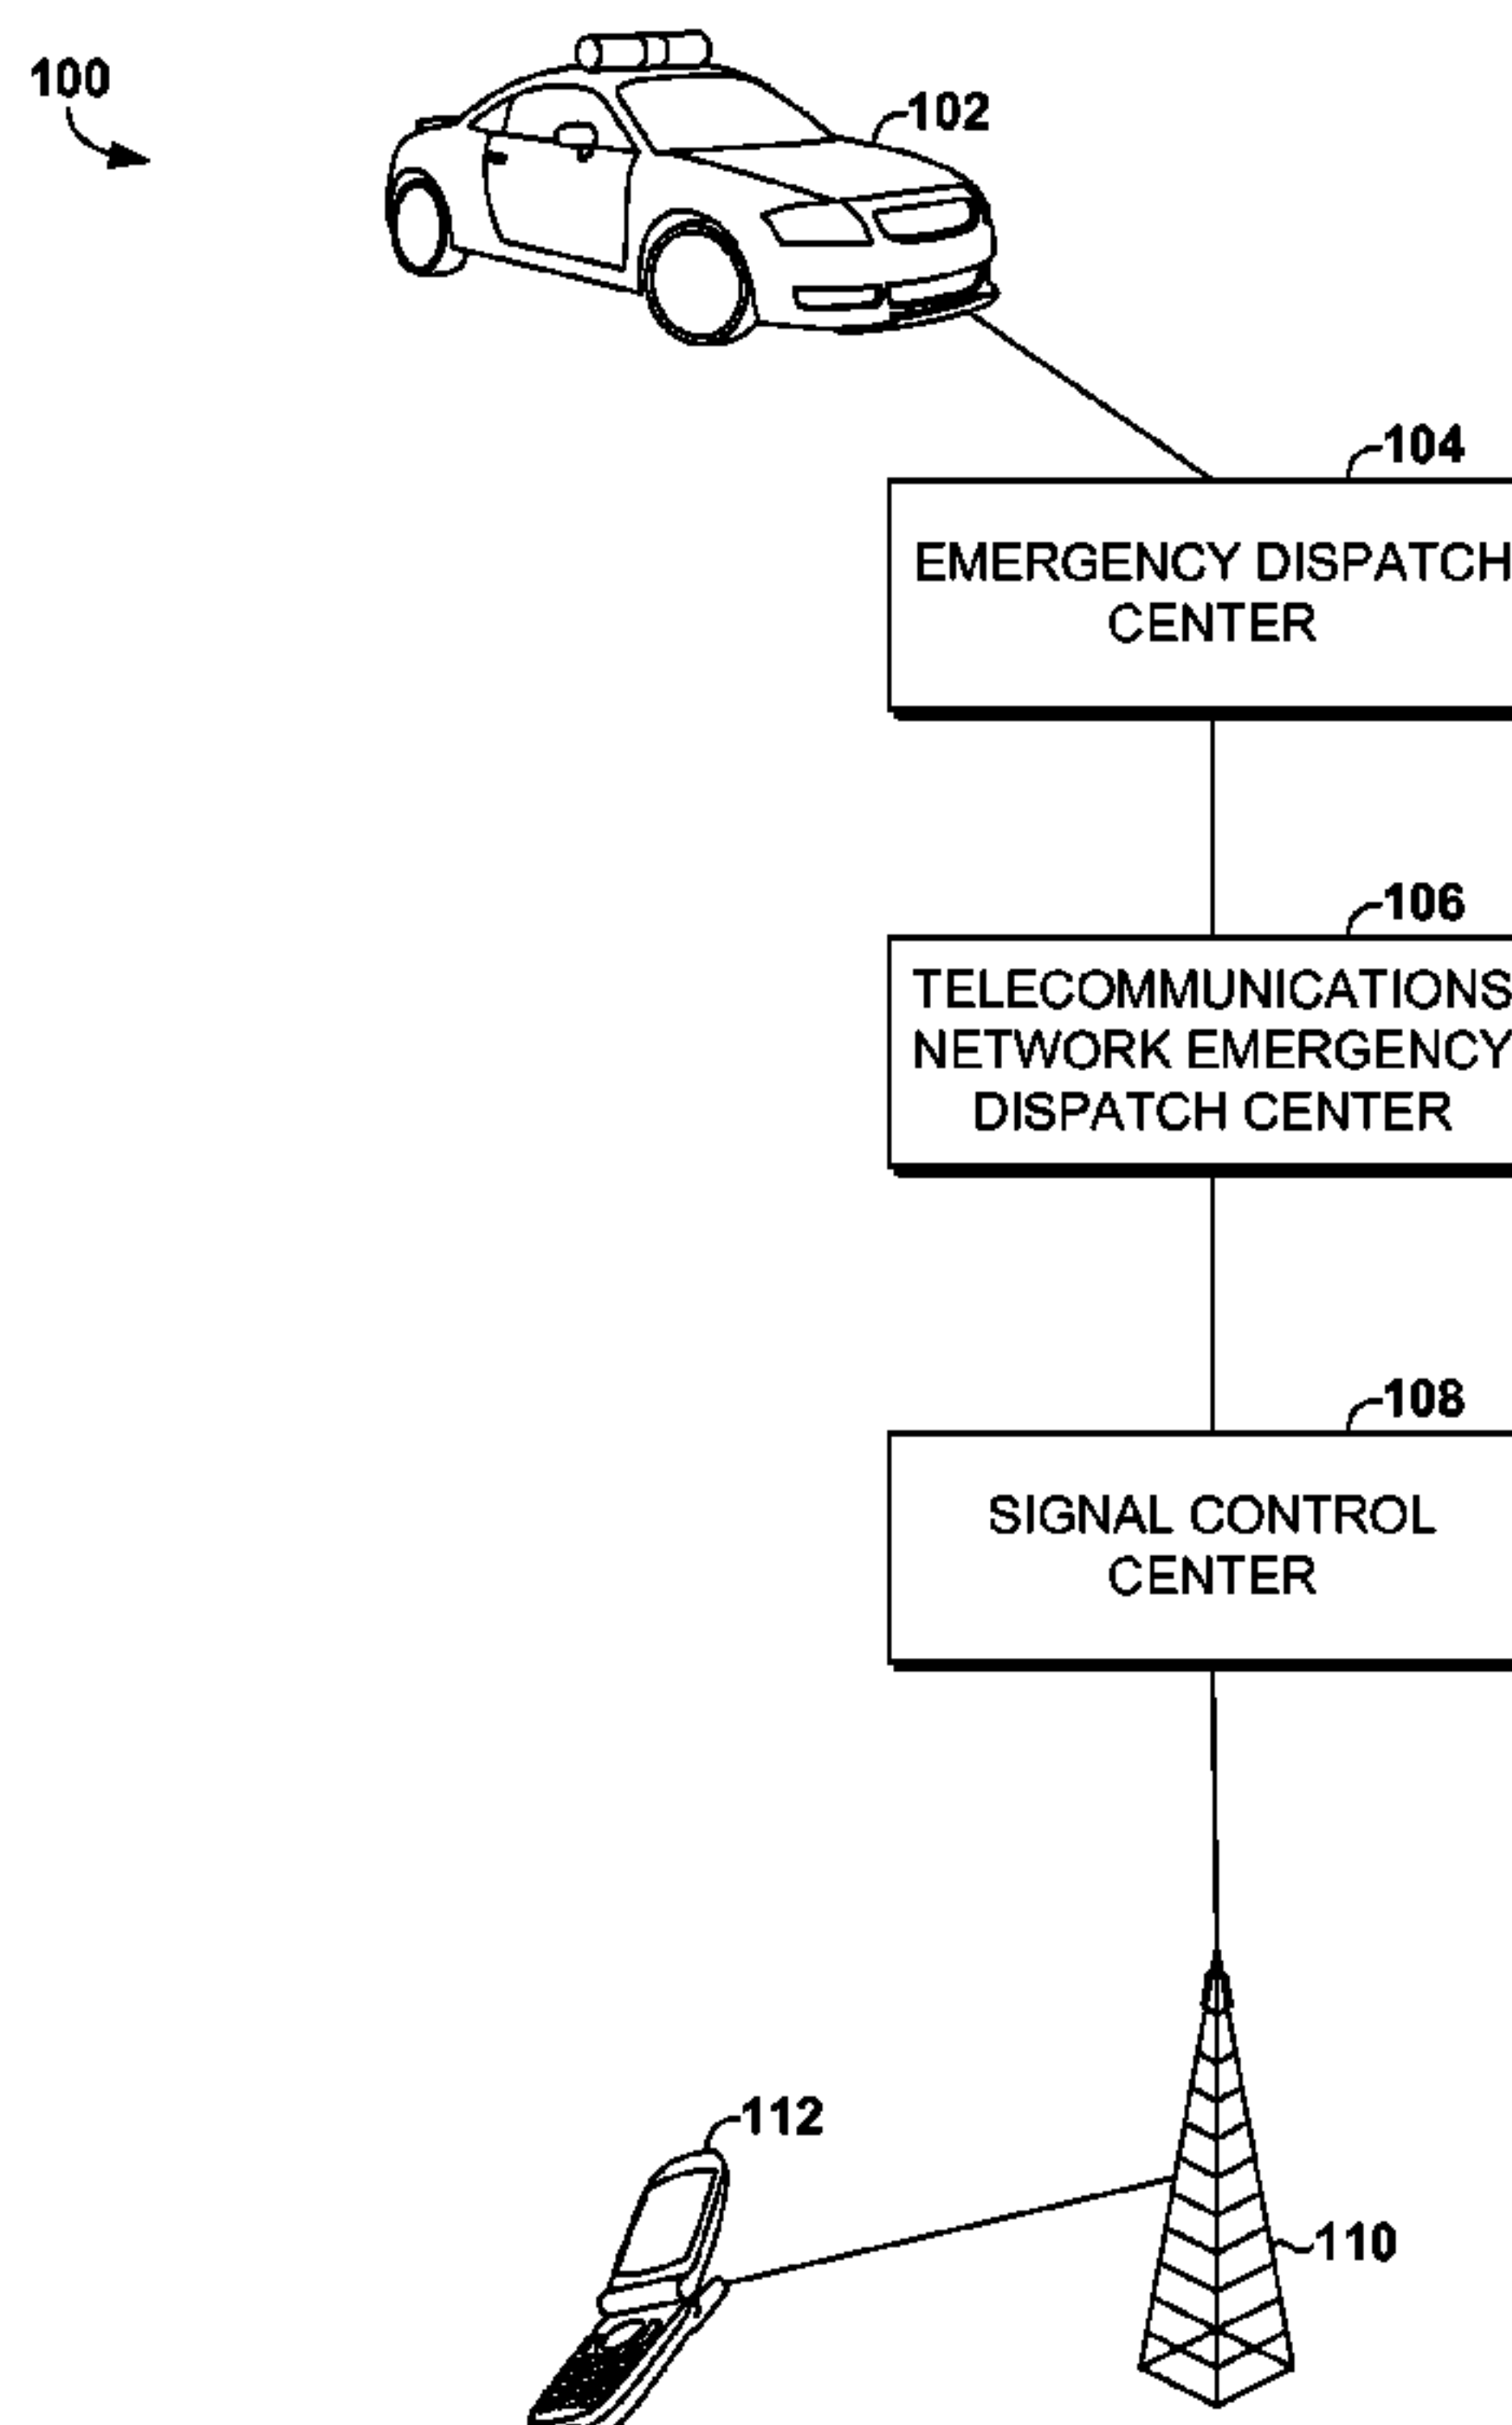 100
102
104
EMERGENCY DISPATCH
CENTER
106
TELECOMMUNICATIONS
NETWORK EMERGENCY
DISPATCH CENTER
108
SIGNAL CONTROL
CENTER
112
110